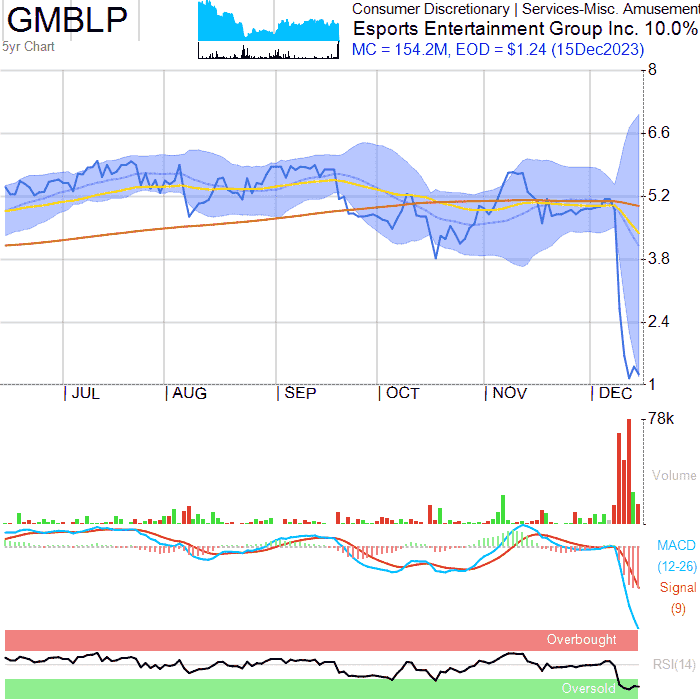 GMBLP
5yr Chart
Consumer Discretionary | Services-Misc. Amusement
Esports Entertainment Group Inc. 10.0%
MC = 154.2M, EOD = $1.24 (15Dec2023)
8
6.6
5.2
3.8
2.4
1
JUL AUG SEP OCT NOV DEC
78k
Volume
MACD
(12-26)
Signal
(9)
Overbought
RSI(14)
Oversold